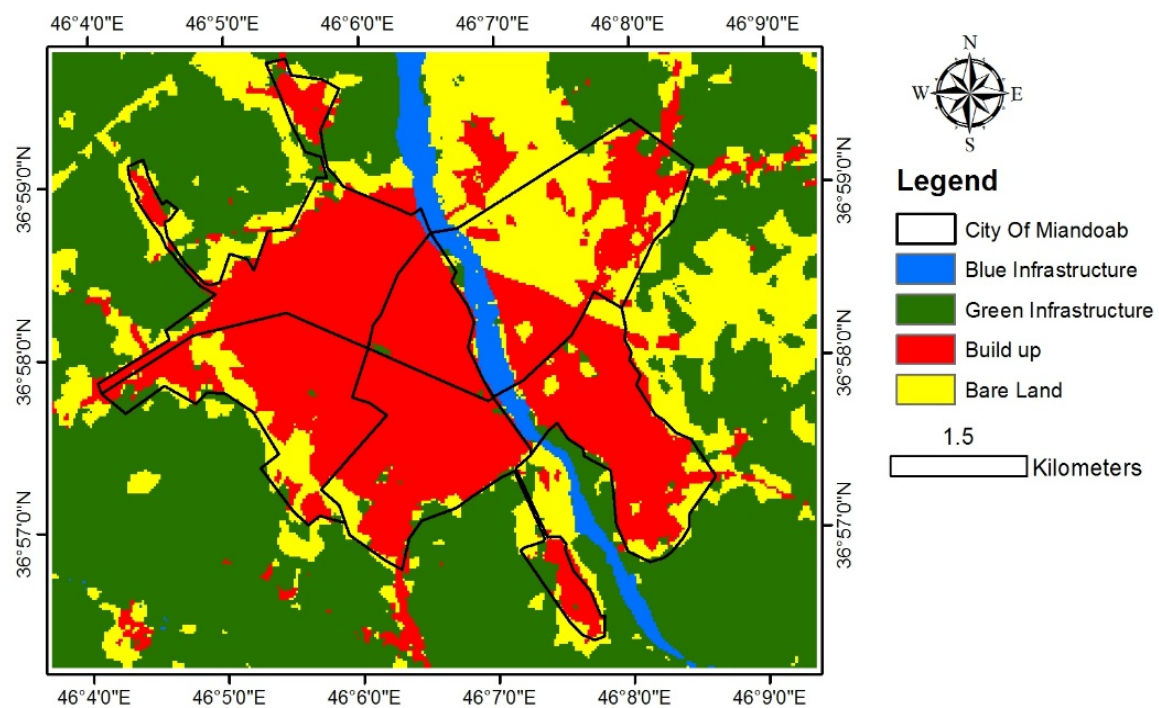 46°4'0"E 46°5'0"E 46°6'0"E 46°7'0"E 46°8'0"E 46°9'0"E
36°59'0"N
36°58'0"N
36°57'0"N
36°59'0"N
36°58'0"N
36°57'0"N
46°4'0"E 46°5'0"E 46°6'0"E 46°7'0"E 46°8'0"E 46°9'0"E
N
W E
S
Legend
City Of Miandoab
Blue Infrastructure
Green Infrastructure
Build up
Bare Land
1.5
Kilometers